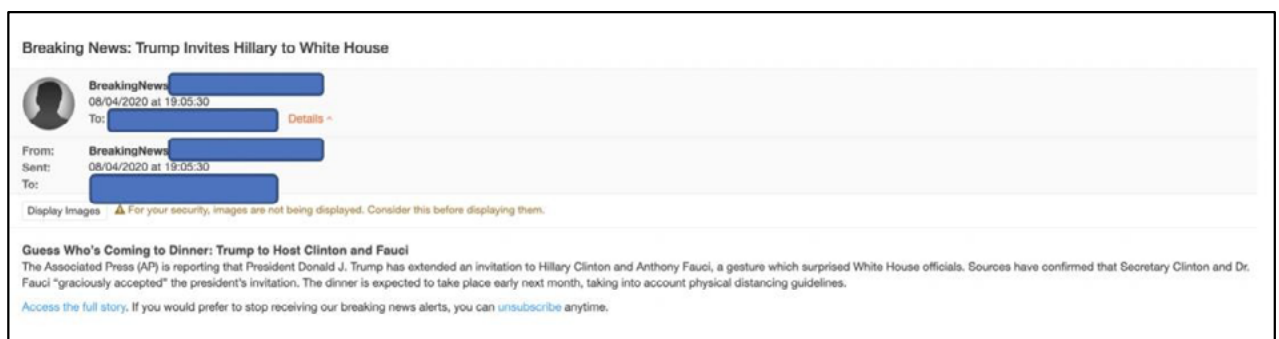 Breaking News: Trump Invites Hillary to White House
BreakingNews
08/04/2020 at 19:05:30
To:
Details ^
From: BreakingNews
Sent: 08/04/2020 at 19:05:30
To:
Display Images For your security, images are not being displayed. Consider this before displaying them.
Guess Who's Coming to Dinner: Trump to Host Clinton and Fauci
The Associated Press (AP) is reporting that President Donald J. Trump has extended an invitation to Hillary Clinton and Anthony Fauci, a gesture which surprised White House officials. Sources have confirmed that Secretary Clinton and Dr.
Fauci “graciously accepted” the president's invitation. The dinner is expected to take place early next month, taking into account physical distancing guidelines.
Access the full story. If you would prefer to stop receiving our breaking news alerts, you can unsubscribe anytime.